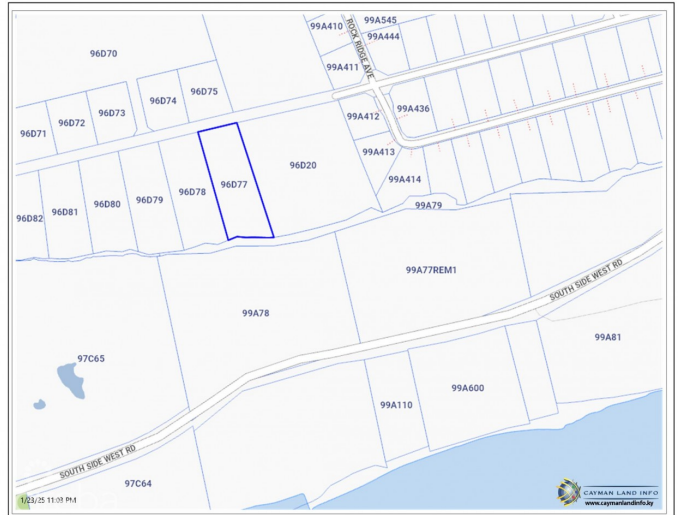 99A545
99A410
99A444
ROCK RIDGE AVE
96D70
99A411
96D75
96D74
99A436
96D73
99A412
96D72
96D71
99A413
96D20
99A414
96D77
96D78
96D79
96D80
99A79
96D81
96D82
99A77REM1
SOUTH SIDE WEST RD
99A78
99A81
97C65
99A600
99A110
SOUTH SIDE WEST RD
97C64
1/23/25 11:03 PM
CAYMAN LAND INFO
www.caymanlandinfo.ky